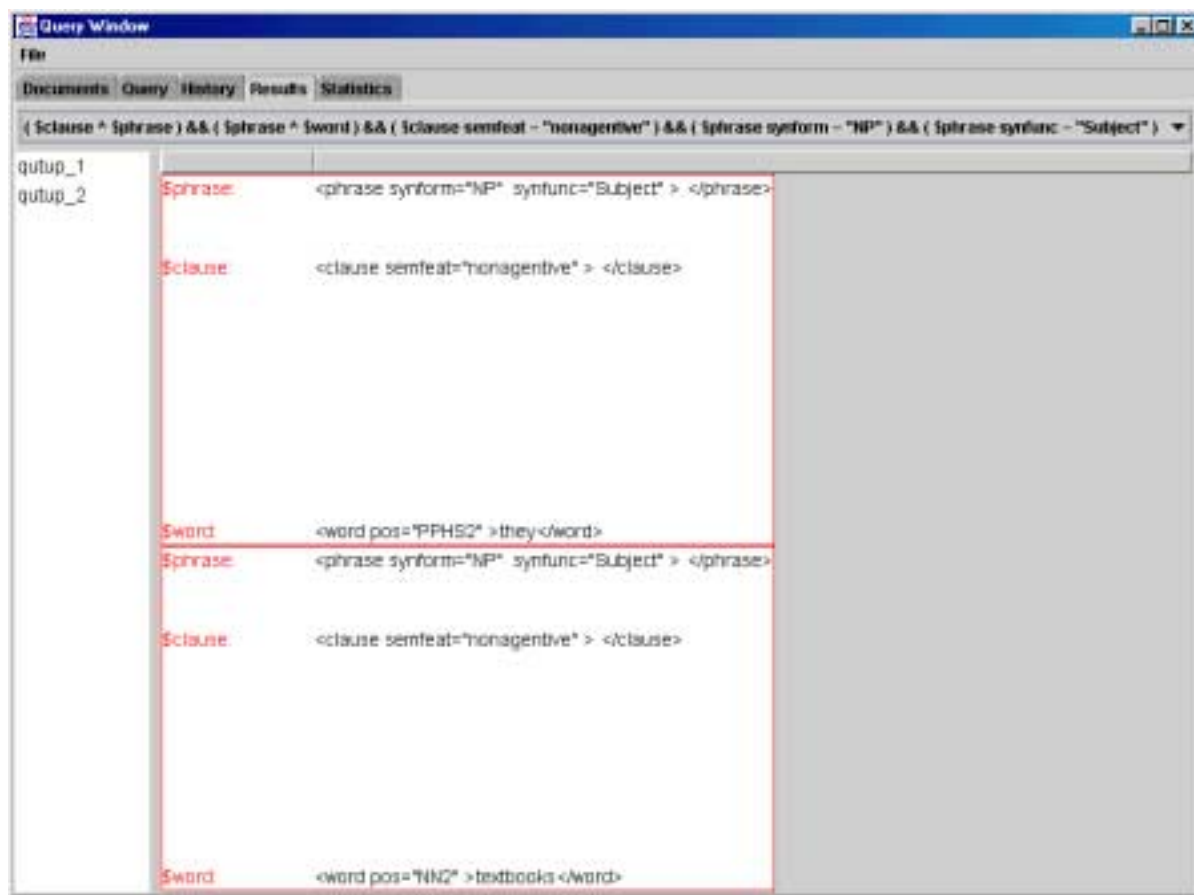 Query Window
File
Documents Query History Results Statistics
( $clause ^ $phrase ) && ( $phrase ^ $word ) && ( $clause semfeat ~ "nonagentive" ) && ( $phrase synform ~ "NP" ) && ( $phrase synfunc ~ "Subject" )
qutup_1
qutup_2
$phrase: <phrase synform="NP" synfunc="Subject" > </phrase>
$clause: <clause semfeat="nonagentive" > </clause>
$word: <word pos="PPHS2" >they</word>
$phrase: <phrase synform="NP" synfunc="Subject" > </phrase>
$clause: <clause semfeat="nonagentive" > </clause>
$word: <word pos="NN2" >textbooks</word>